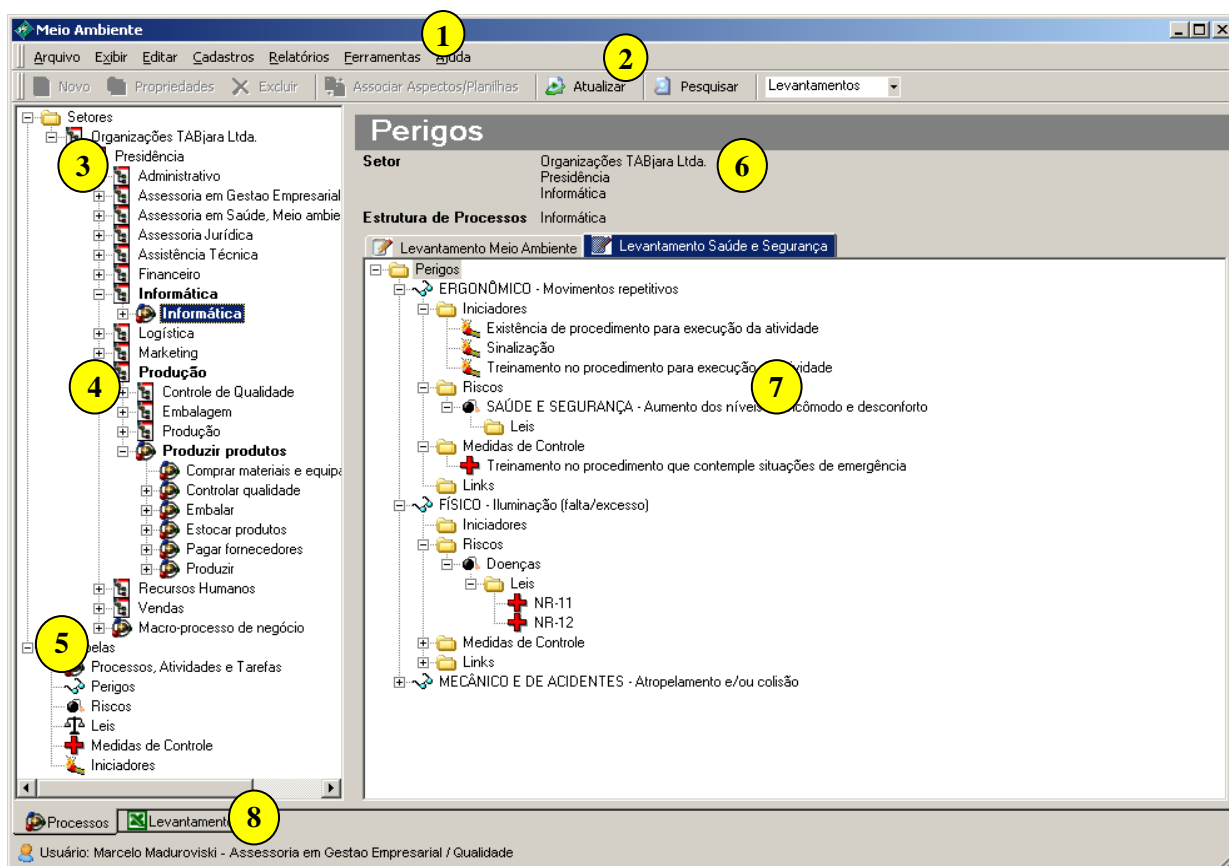 Meio Ambiente
1
Arquivo Exibir Editar Cadastros Relatórios Ferramentas Ajuda
2
Novo Propriedades Excluir Associar Aspectos/Planilhas Atualizar Pesquisar Levantamentos
Setores
Organizações TABjara Ltda.
3
Presidência
Administrativo
Assessoria em Gestao Empresarial
Assessoria em Saúde, Meio ambie
Assessoria Jurídica
Assistência Técnica
Financeiro
Informática
Informática
Logística
Marketing
Produção
4
Controle de Qualidade
Embalagem
Produção
Produzir produtos
Comprar materiais e equipa
Controlar qualidade
Embalar
Estocar produtos
Pagar fornecedores
Produzir
Recursos Humanos
Vendas
Macro-processo de negócio
5
elas
Processos, Atividades e Tarefas
Perigos
Riscos
Leis
Medidas de Controle
Iniciadores
Perigos
Setor Organizações TABjara Ltda.
6
Presidência
Informática
Estrutura de Processos Informática
Levantamento Meio Ambiente Levantamento Saúde e Segurança
Perigos
ERGONÔMICO - Movimentos repetitivos
Iniciadores
Existência de procedimento para execução da atividade
Sinalização
Treinamento no procedimento para execução vidade
7
Riscos
SAÚDE E SEGURANÇA - Aumento dos níveis cômodo e desconforto
Leis
Medidas de Controle
Treinamento no procedimento que contemple situações de emergência
Links
FÍSICO - Iluminação (falta/excesso)
Iniciadores
Riscos
Doenças
Leis
NR-11
NR-12
Medidas de Controle
Links
MECÂNICO E DE ACIDENTES - Atropelamento e/ou colisão
Processos Levantament
8
Usuário: Marcelo Maduroviski - Assessoria em Gestao Empresarial / Qualidade